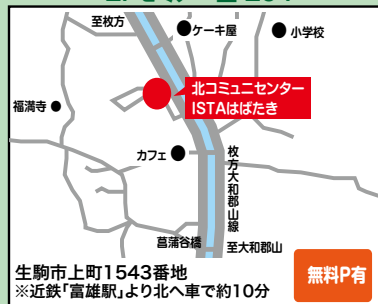 至枚方
ケーキ屋
小学校
北コミュニセンター
ISTAはばたき
福満寺
カフェ
枚方大和郡山線
菖蒲谷橋
至大和郡山
生駒市上町1543番地
※近鉄「富雄駅」より北へ車で約10分
無料P有